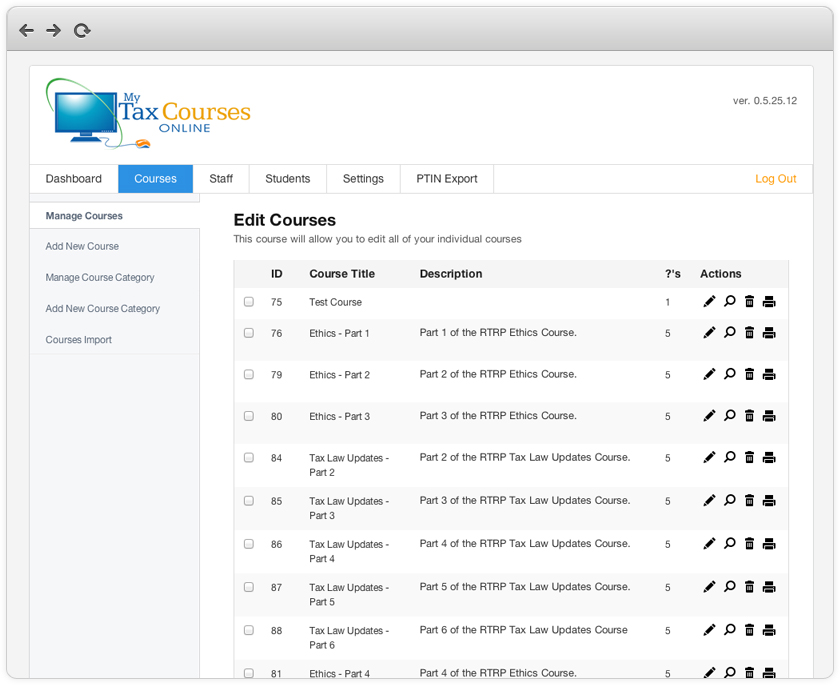 My
Tax Courses
ONLINE
ver. 0.5.25.12
Dashboard Courses Staff Students Settings PTIN Export Log Out
Manage Courses
Add New Course
Manage Course Category
Add New Course Category
Courses Import
Edit Courses
This course will allow you to edit all of your individual courses
ID Course Title Description ?'s Actions
75 Test Course 1
76 Ethics - Part 1 Part 1 of the RTRP Ethics Course. 5
79 Ethics - Part 2 Part 2 of the RTRP Ethics Course. 5
80 Ethics - Part 3 Part 3 of the RTRP Ethics Course. 5
84 Tax Law Updates - Part 2 of the RTRP Tax Law Updates Course. 5
Part 2
85 Tax Law Updates - Part 3 of the RTRP Tax Law Updates Course. 5
Part 3
86 Tax Law Updates - Part 4 of the RTRP Tax Law Updates Course. 5
Part 4
87 Tax Law Updates - Part 5 of the RTRP Tax Law Updates Course. 5
Part 5
88 Tax Law Updates - Part 6 of the RTRP Tax Law Updates Course 5
Part 6
81 Ethics - Part 4 Part 4 of the RTRP Ethics Course. 5